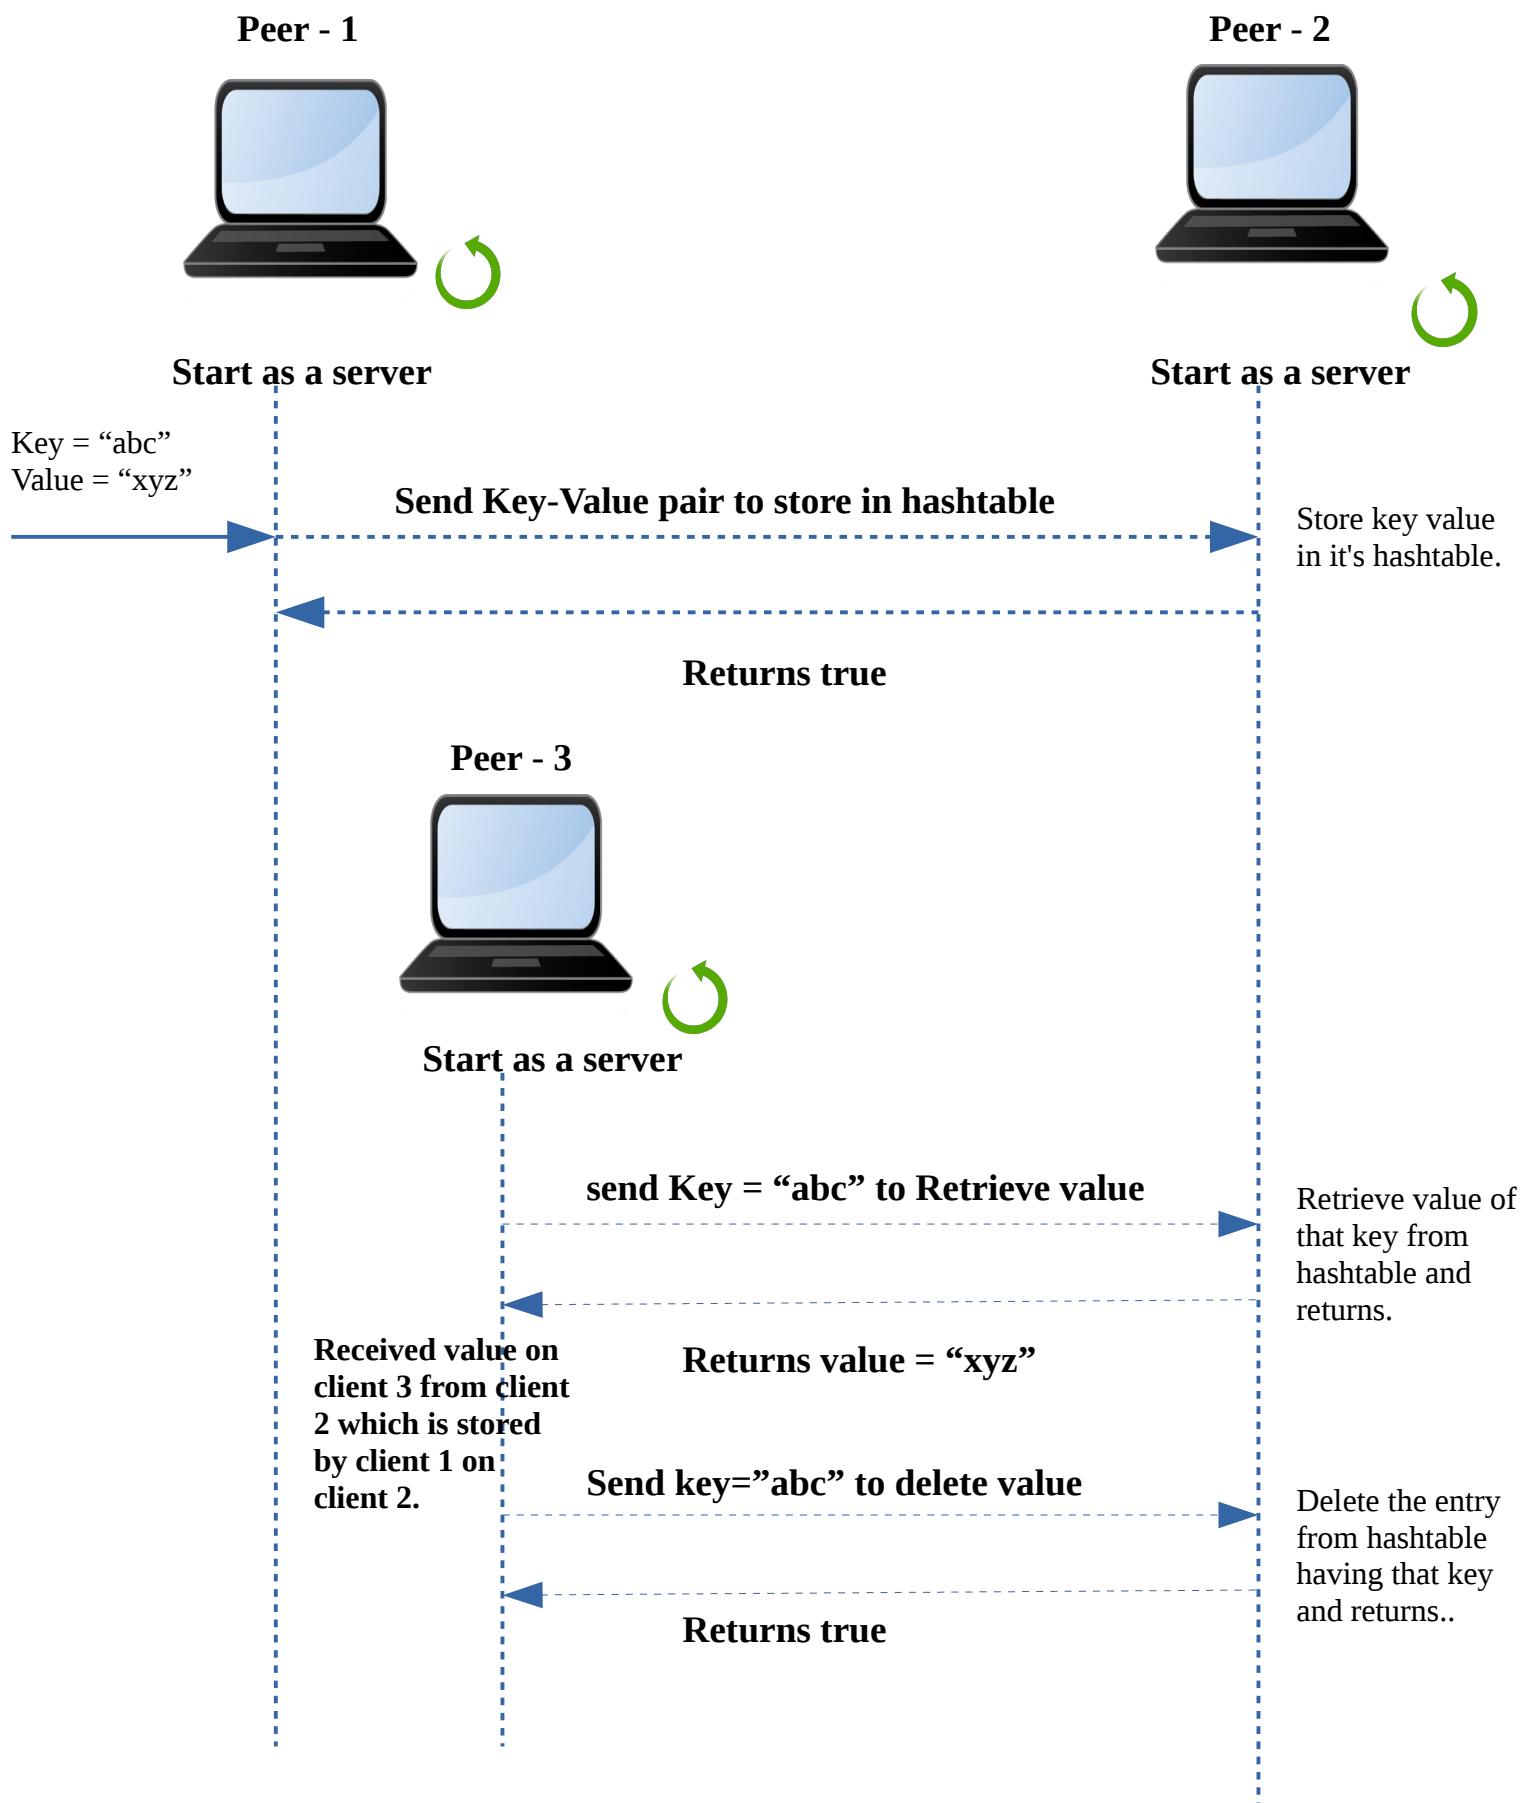 Peer - 1
Peer - 2
Start as a server
Start as a server
Key = “abc”
Value = “xyz”
Send Key-Value pair to store in hashtable
Store key value
in it's hashtable.
Returns true
Peer - 3
Start as a server
send Key = “abc” to Retrieve value
Retrieve value of
that key from
hashtable and
returns.
Returns value = “xyz”
Received value on
client 3 from client
2 which is stored
by client 1 on
client 2.
Send key=”abc” to delete value
Delete the entry
from hashtable
having that key
and returns..
Returns true